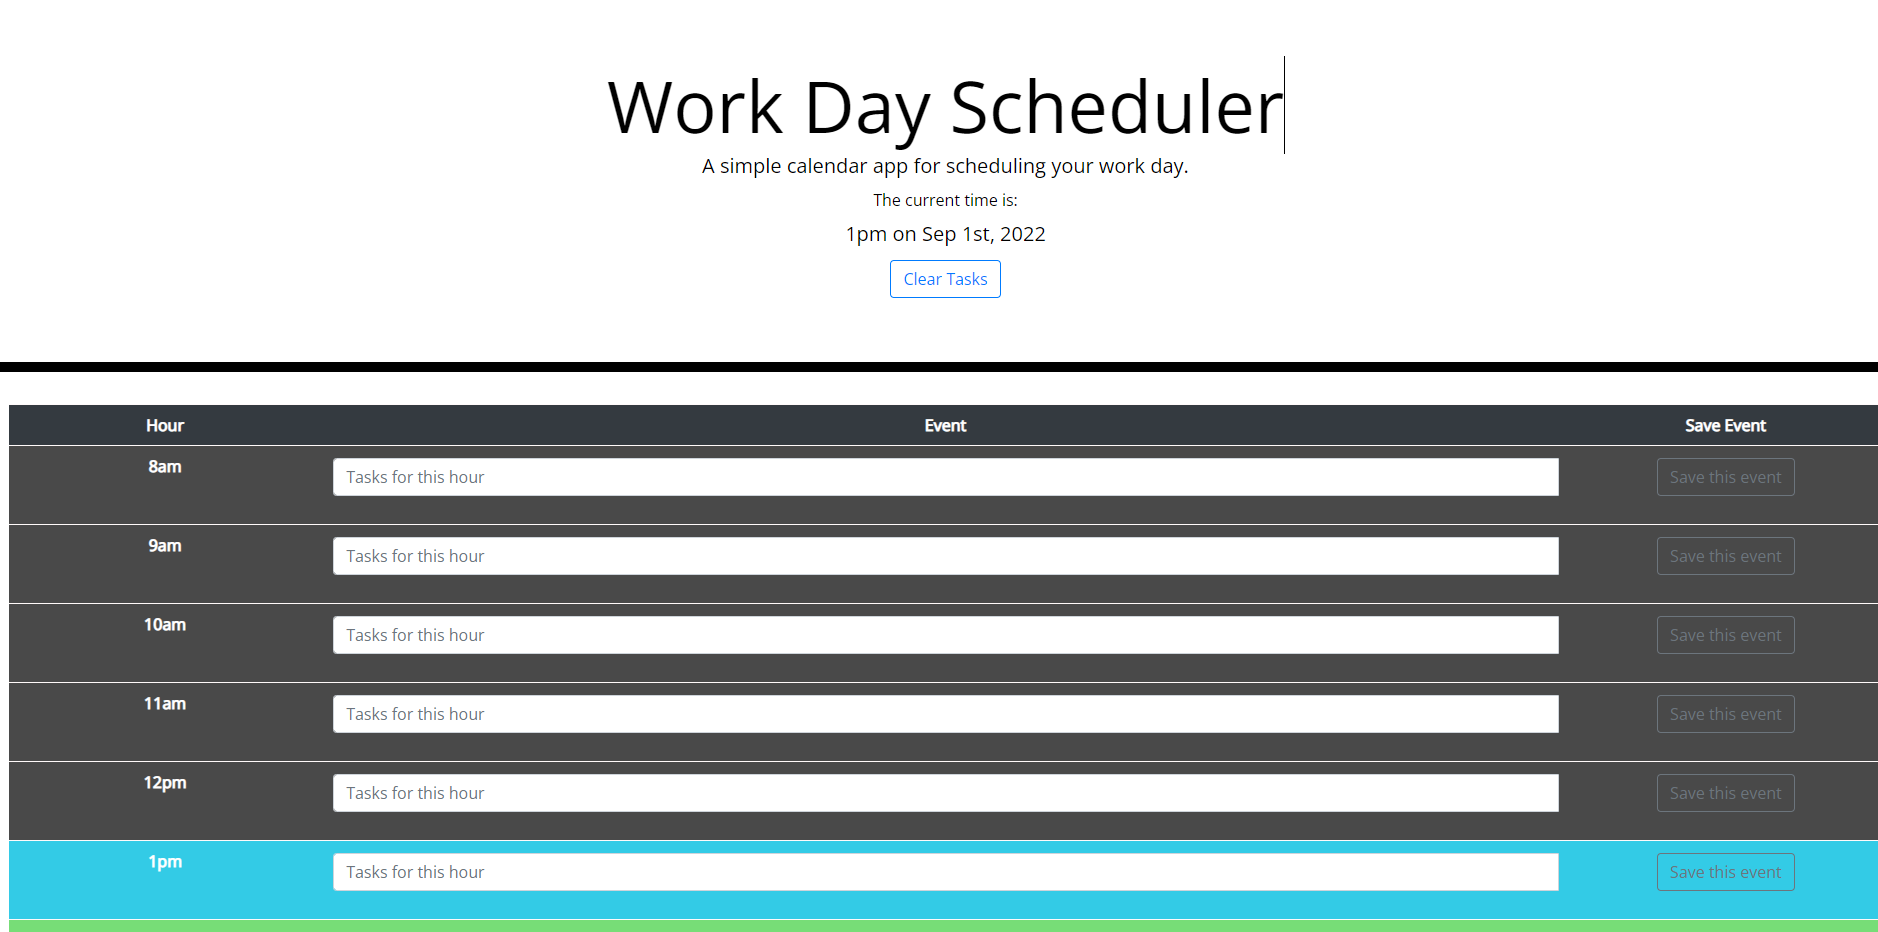 Work Day Scheduler
A simple calendar app for scheduling your work day.
The current time is:
1pm on Sep 1st, 2022
Clear Tasks
Hour Event Save Event
8am Tasks for this hour Save this event
9am Tasks for this hour Save this event
10am Tasks for this hour Save this event
11am Tasks for this hour Save this event
12pm Tasks for this hour Save this event
1pm Tasks for this hour Save this event